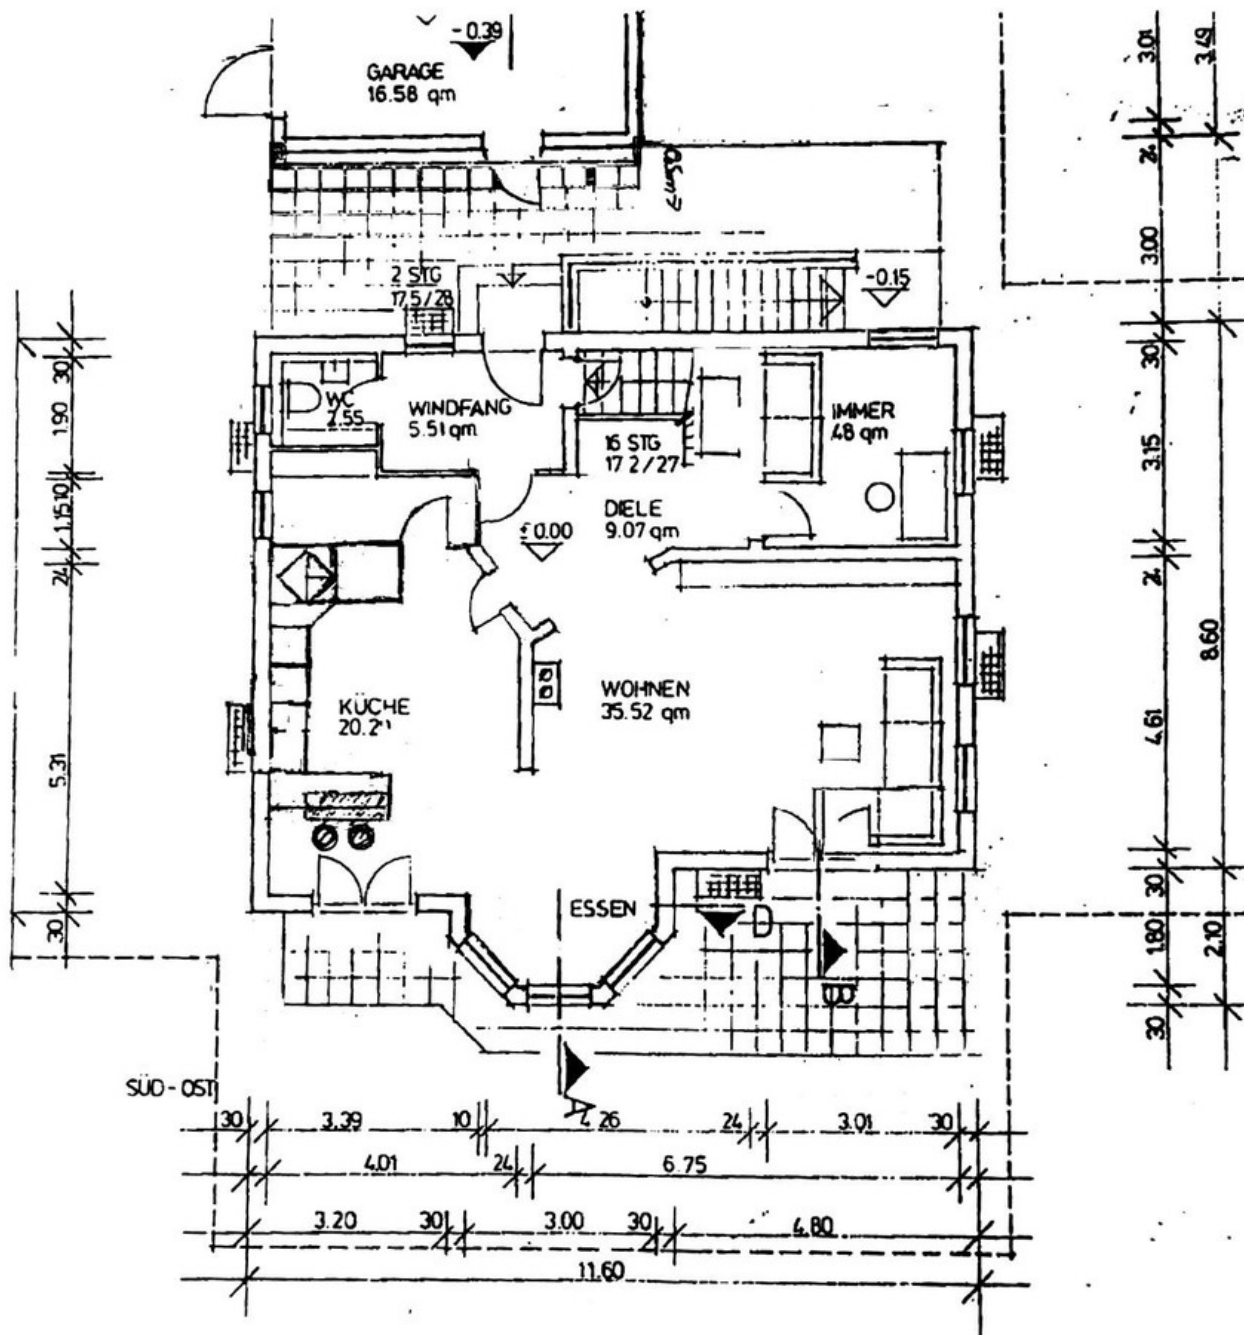 -0.39
GARAGE
16.58 qm
2 STG
17.5/28
-0.15
WC
WINDFANG
5.51 qm
IMMER
48 qm
16 STG
17 2/27
DIELE
9.07 qm
0.00
KÜCHE
20.2
WOHNEN
35.52 qm
ESSEN
D
B
A
SÜD-OST
30
1.90
10
1.15
24
5.31
30
3.01
24
3.00
30
3.15
24
4.61
30
1.80
30
3.49
8.60
2.10
30 3.39 10 4 26 24 3.01 30
4.01 24 6.75
3.20 30 3.00 30 4.80
11.60